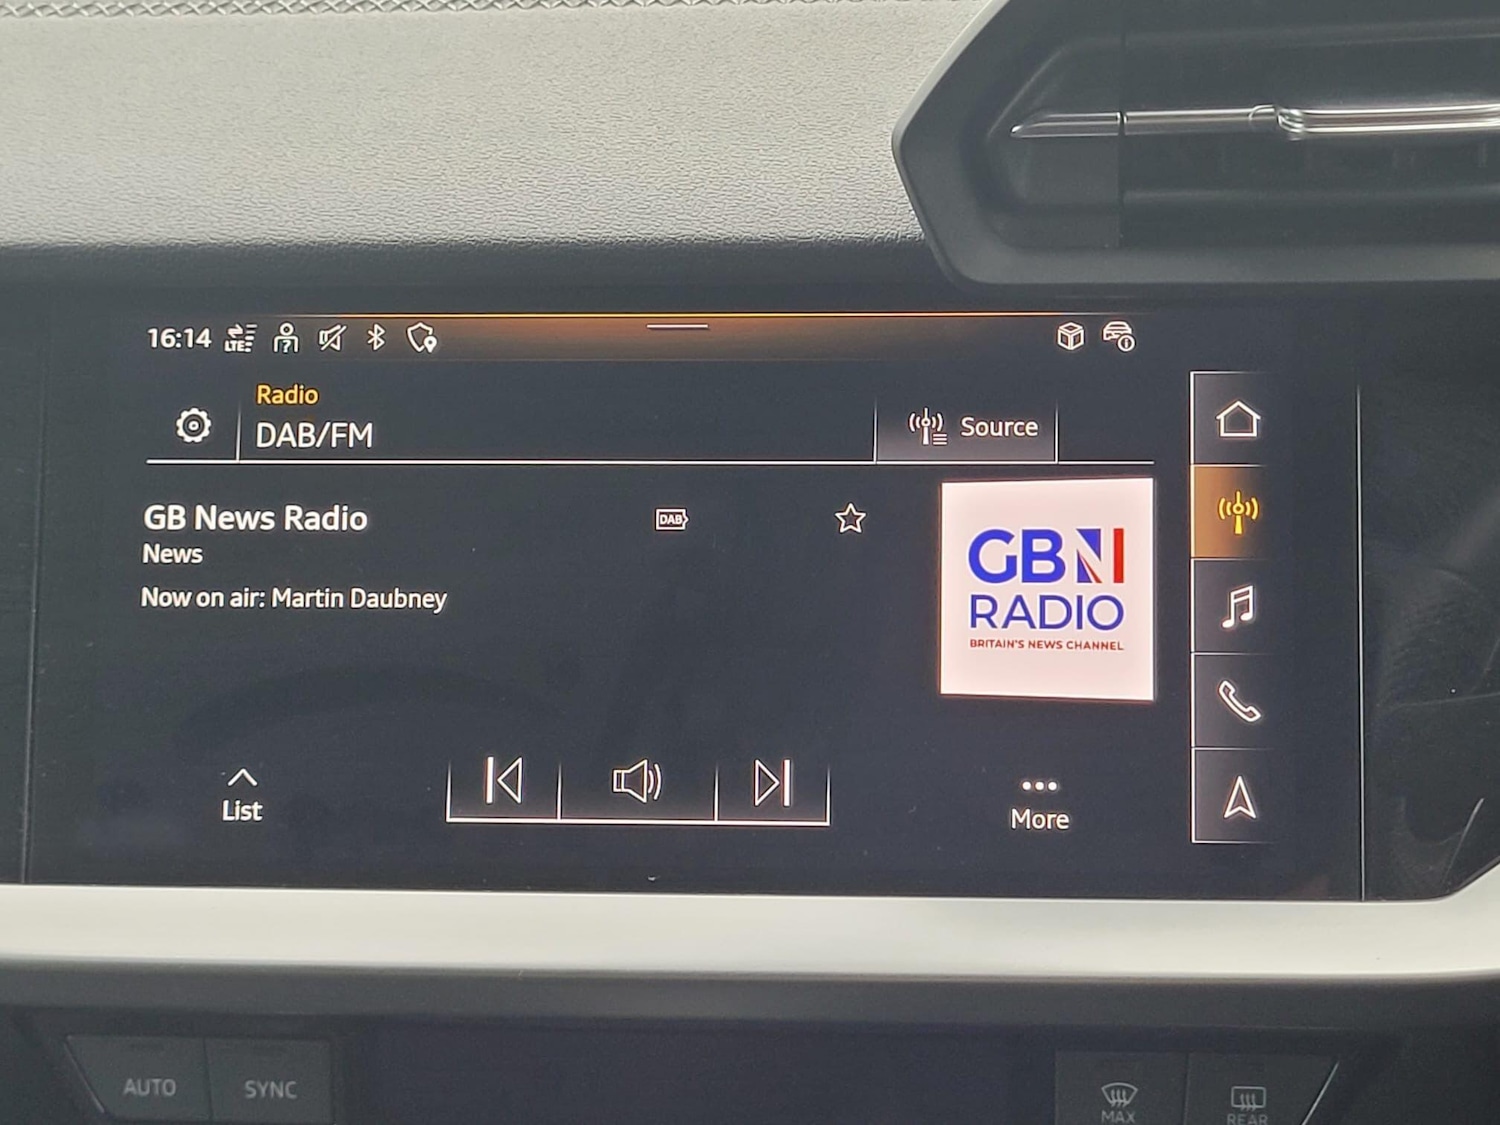 16:14
LTE
Radio
DAB/FM
Source
GB News Radio
DAB
News
Now on air: Martin Daubney
GBN
RADIO
BRITAIN'S NEWS CHANNEL
List
More
AUTO
SYNC
MAX
REAR